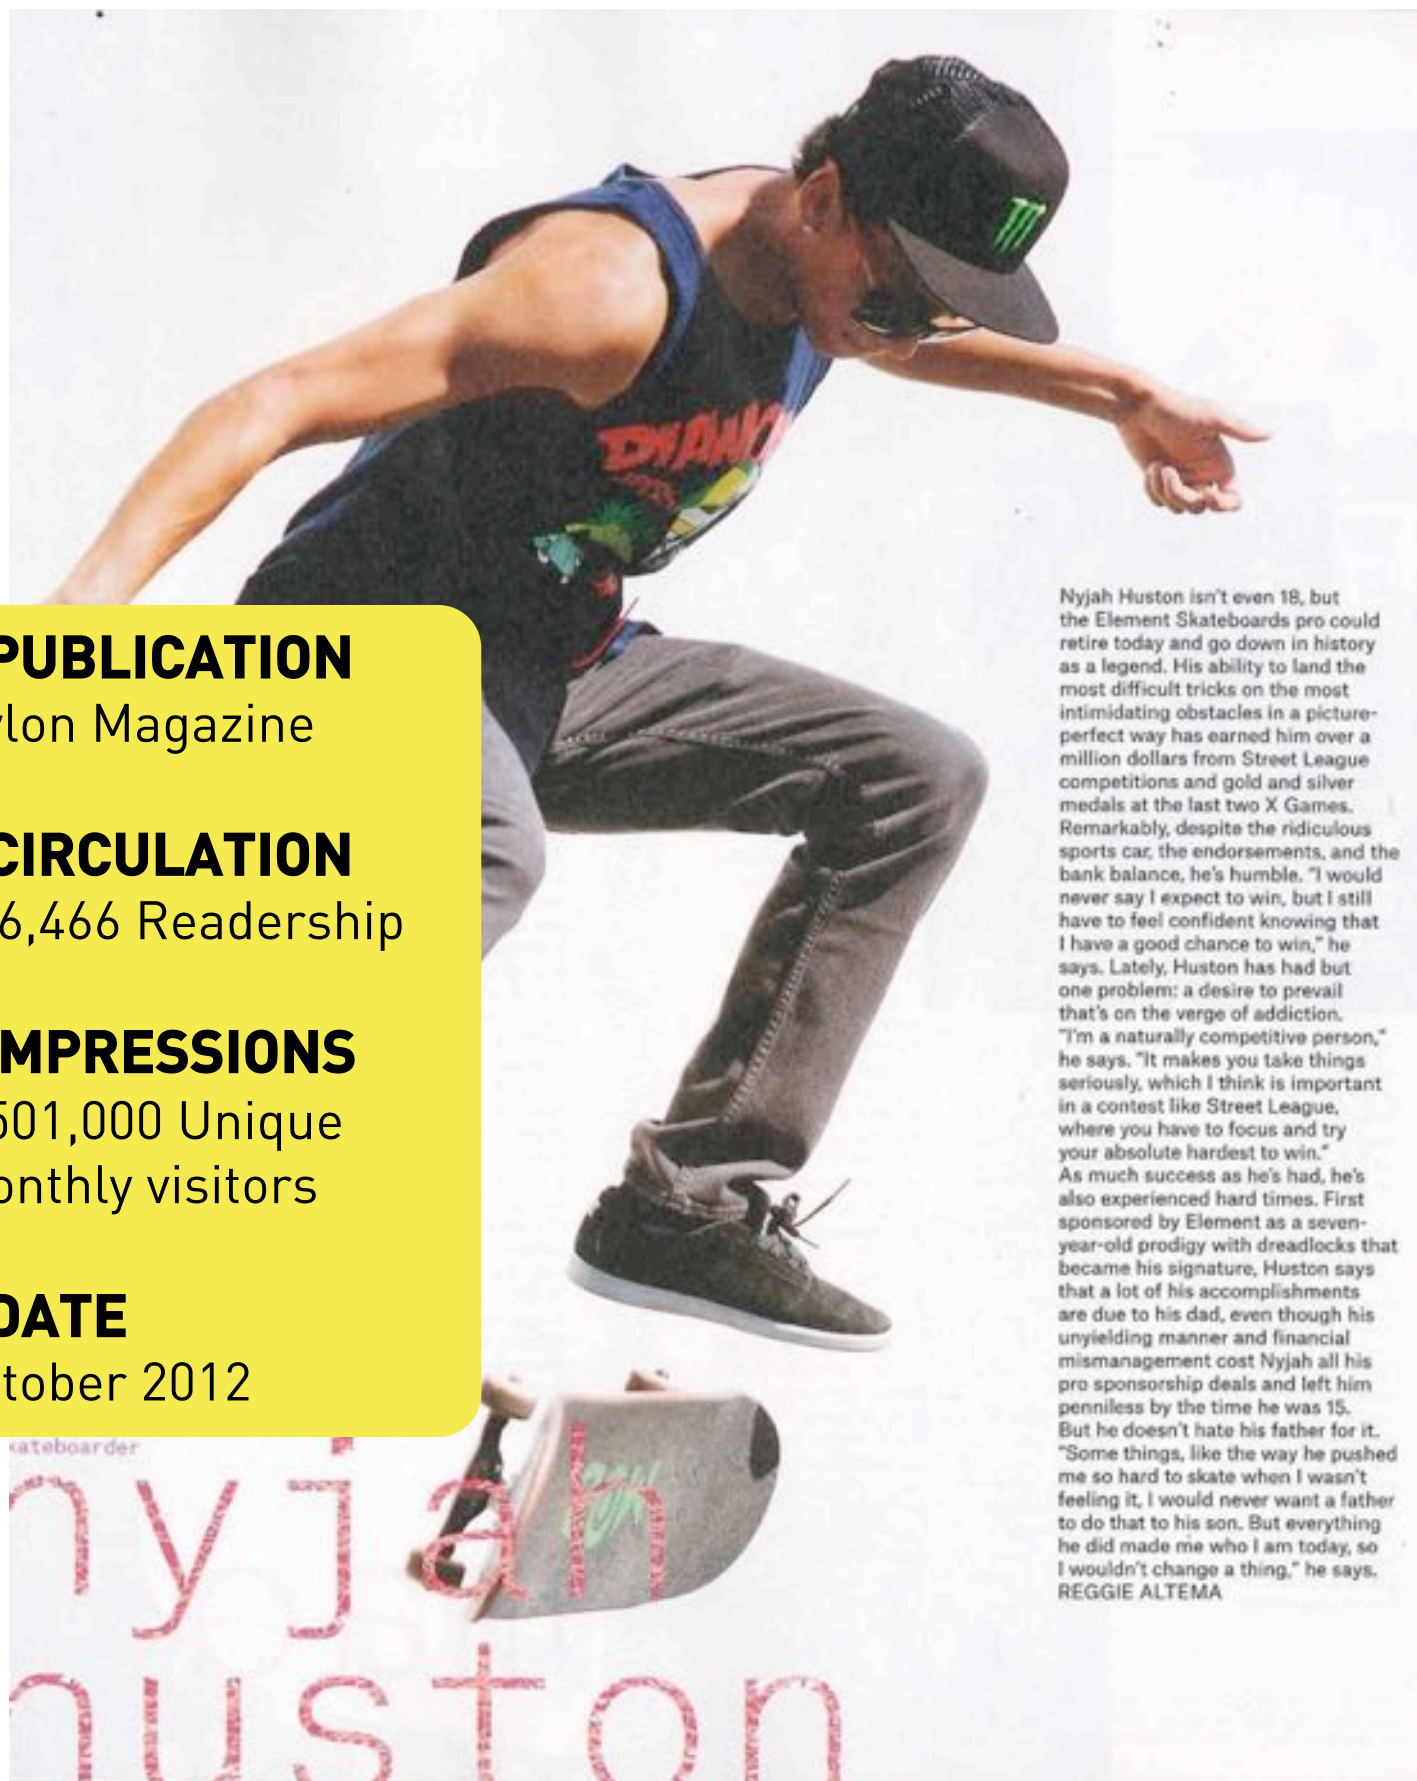 PUBLICATION
ylon Magazine
CIRCULATION
6,466 Readership
MPRESSIONS
501,000 Unique
onthly visitors
DATE
tober 2012
kateboarder
nyjah
huston
Nyjah Huston isn't even 18, but
the Element Skateboards pro could
retire today and go down in history
as a legend. His ability to land the
most difficult tricks on the most
intimidating obstacles in a picture-
perfect way has earned him over a
million dollars from Street League
competitions and gold and silver
medals at the last two X Games.
Remarkably, despite the ridiculous
sports car, the endorsements, and the
bank balance, he's humble. "I would
never say I expect to win, but I still
have to feel confident knowing that
I have a good chance to win," he
says. Lately, Huston has had but
one problem: a desire to prevail
that's on the verge of addiction.
"I'm a naturally competitive person,"
he says. "It makes you take things
seriously, which I think is important
in a contest like Street League,
where you have to focus and try
your absolute hardest to win."
As much success as he's had, he's
also experienced hard times. First
sponsored by Element as a seven-
year-old prodigy with dreadlocks that
became his signature, Huston says
that a lot of his accomplishments
are due to his dad, even though his
unyielding manner and financial
mismanagement cost Nyjah all his
pro sponsorship deals and left him
penniless by the time he was 15.
But he doesn't hate his father for it.
"Some things, like the way he pushed
me so hard to skate when I wasn't
feeling it, I would never want a father
to do that to his son. But everything
he did made me who I am today, so
I wouldn't change a thing," he says.
REGGIE ALTEMA